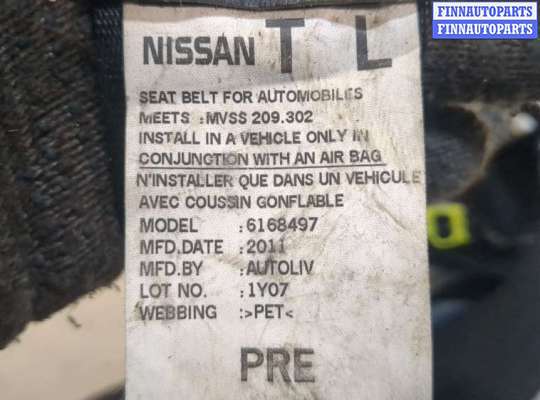 FINNAUTOPARTS
FINNAUTOPARTS
NISSAN T L
SEAT BELT FOR AUTOMOBILES
MEETS :MVSS 209.302
INSTALL IN A VEHICLE ONLY IN
CONJUNCTION WITH AN AIR BAG
N'INSTALLER QUE DANS UN VEHICULE
AVEC COUSSIN GONFLABLE
MODEL :6168497
MFD.DATE :2011
MFD.BY :AUTOLIV
LOT NO. :1Y07
WEBBING :>PET<
PRE
FINNAUTOPARTS
FINNAUTOPARTS